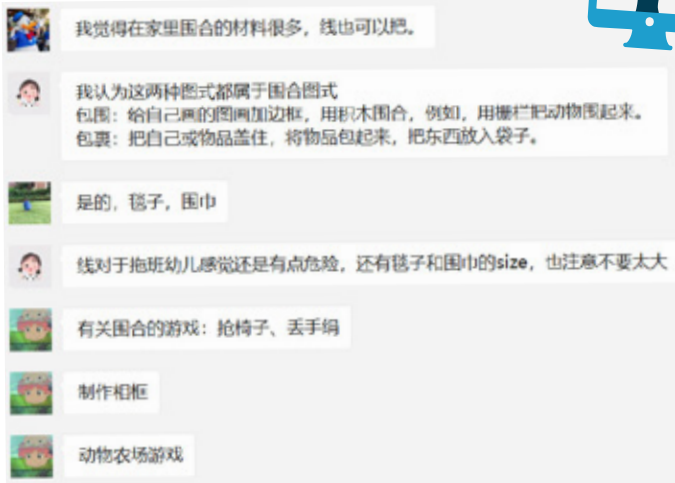 我觉得在家里围合的材料很多，线也可以把。
我认为这两种图式都属于围合图式
包围：给自己画的图画加边框，用积木围合，例如，用栅栏把动物围起来。
包裹：把自己或物品盖住，将物品包起来，把东西放入袋子。
是的，毯子，围巾
线对于拖班幼儿感觉还是有点危险，还有毯子和围巾的size，也注意不要太大
有关围合的游戏：抢椅子、丢手绢
制作相框
动物农场游戏